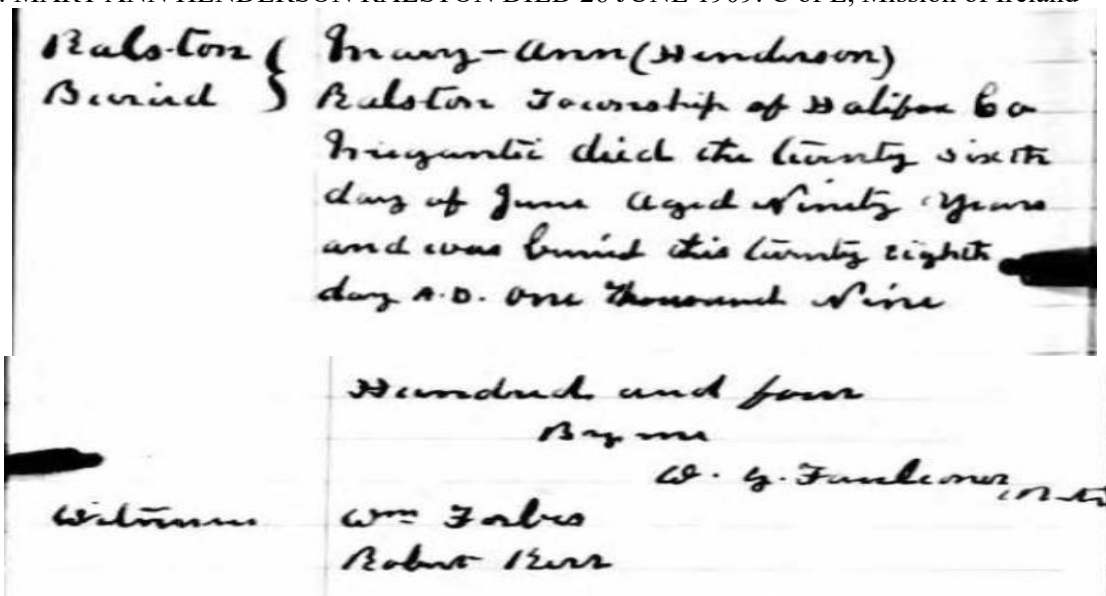 MARY ANN HENDERSON RALSTON DIED 26 JUNE 1909. C of E, Mission of Ireland
Ralston { Mary-Ann (Henderson)
Buried } Ralston Township of Halifax Co
Megantic died the twenty sixth
day of June Aged Ninety Years
and was buried this twenty eighth
day A.D. One Thousand Nine
Hundred and four
By me
W. G. Faulconer,
Witnesses Wm Forbes
Robert Kerr